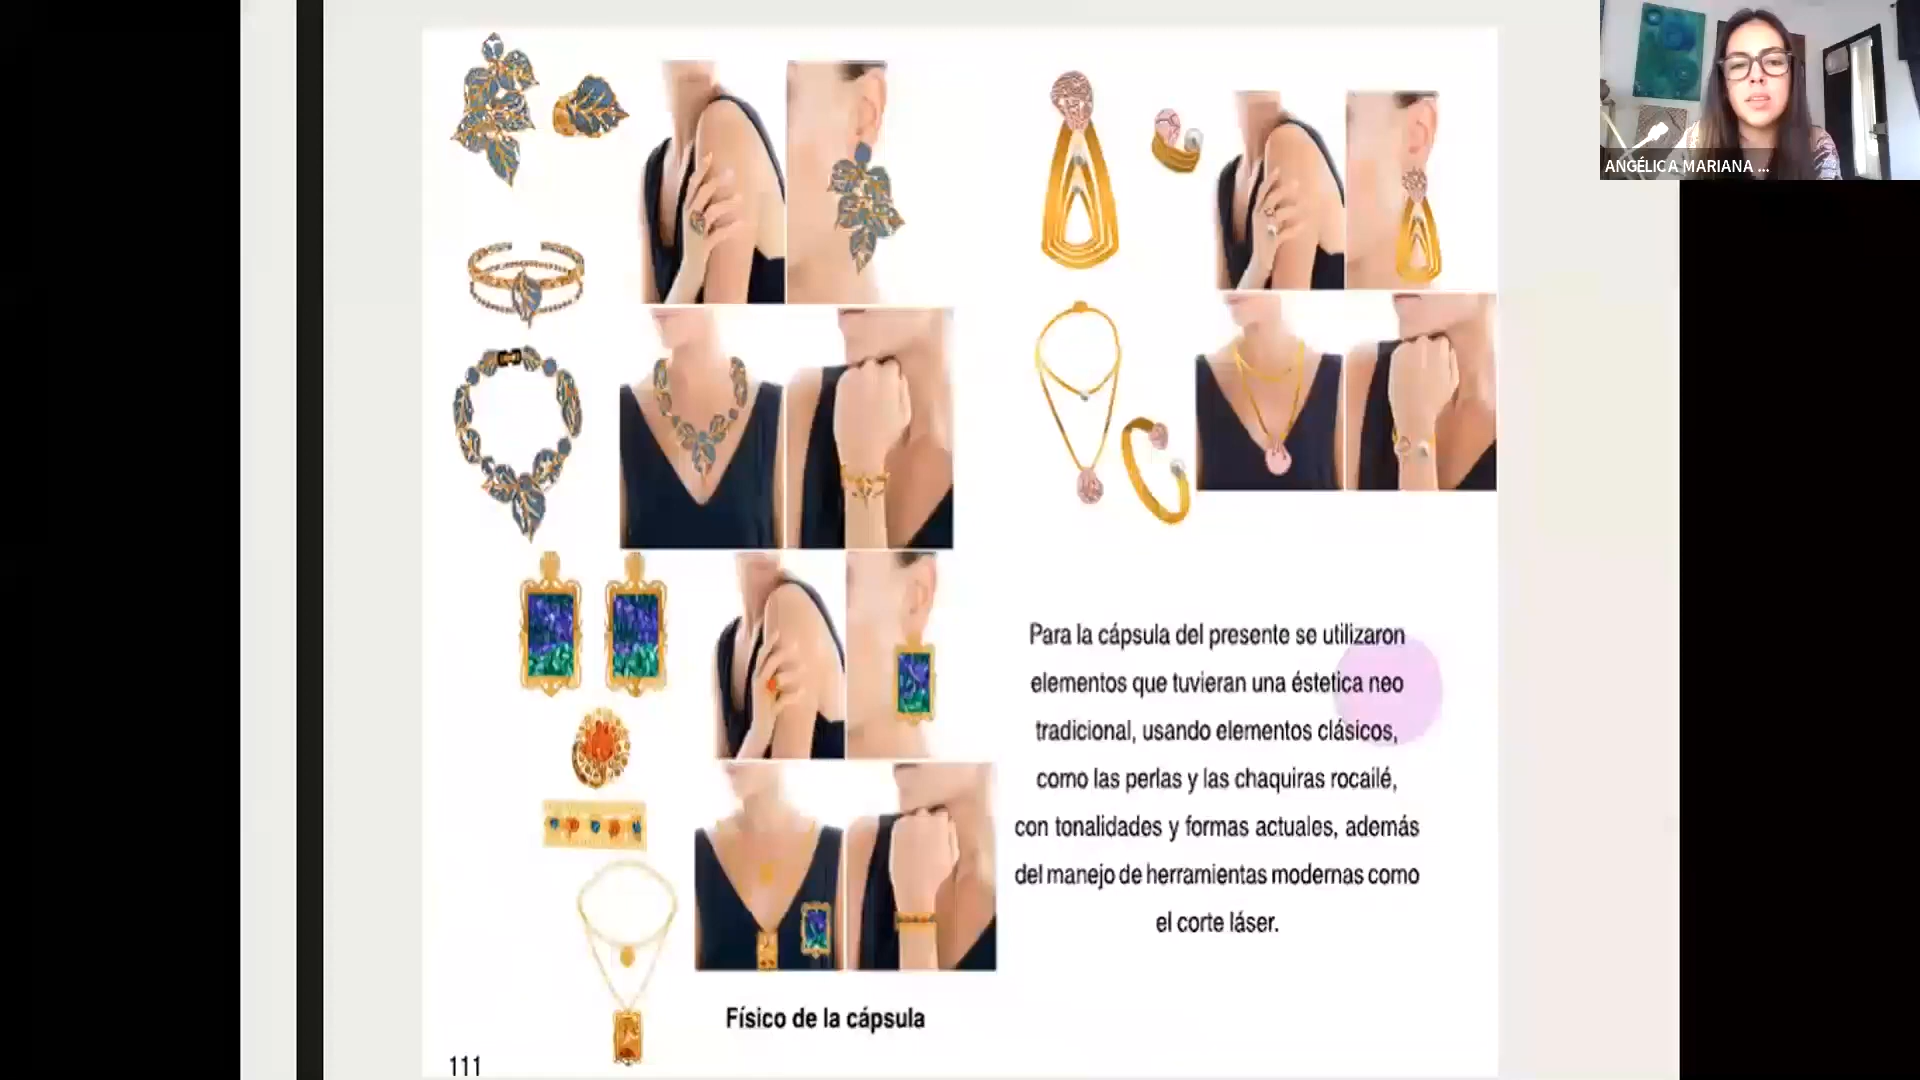 ANGÉLICA MARIANA ...
Para la cápsula del presente se utilizaron
elementos que tuvieran una éstetica neo
tradicional, usando elementos clásicos,
como las perlas y las chaquiras rocailé,
con tonalidades y formas actuales, además
del manejo de herramientas modernas como
el corte láser.
Físico de la cápsula
111